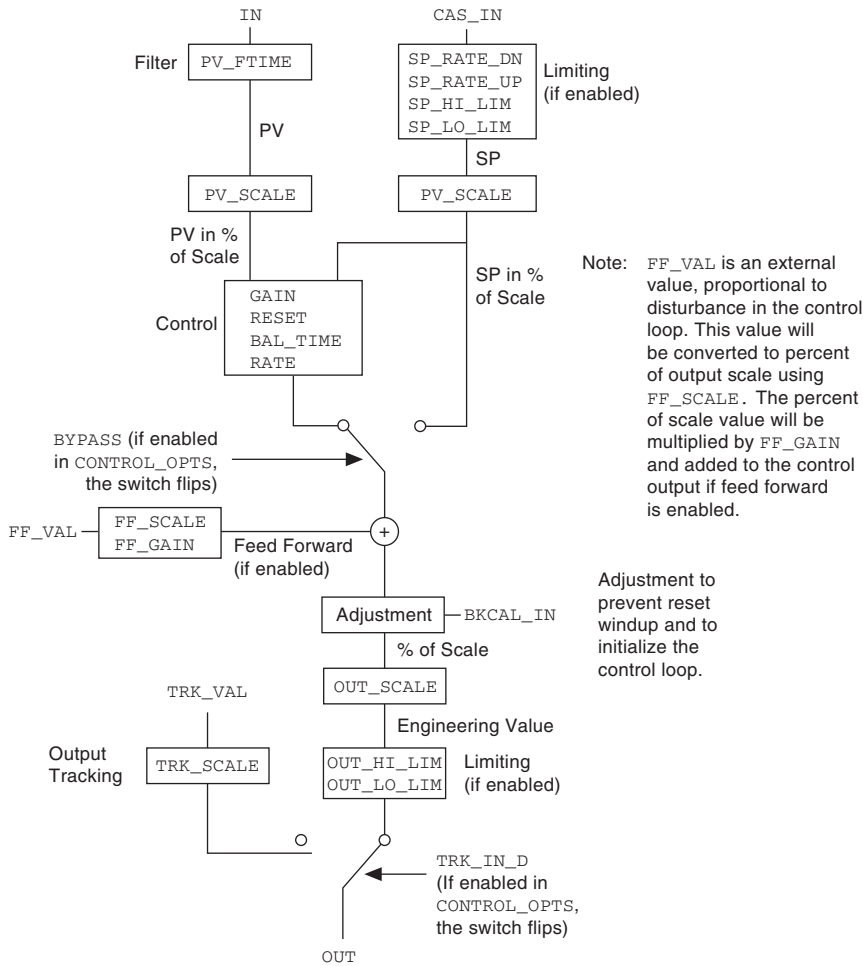 IN
CAS_IN
Filter
PV_FTIME
SP_RATE_DN
SP_RATE_UP
SP_HI_LIM
SP_LO_LIM
Limiting
(if enabled)
PV
SP
PV_SCALE
PV_SCALE
PV in %
of Scale
SP in %
of Scale
Control
GAIN
RESET
BAL_TIME
RATE
Note: FF_VAL is an external
value, proportional to
disturbance in the control
loop. This value will
be converted to percent
of output scale using
FF_SCALE. The percent
of scale value will be
multiplied by FF_GAIN
and added to the control
output if feed forward
is enabled.
BYPASS (if enabled
in CONTROL_OPTS,
the switch flips)
FF_VAL
FF_SCALE
FF_GAIN
Feed Forward
(if enabled)
+
Adjustment
BKCAL_IN
Adjustment to
prevent reset
windup and to
initialize the
control loop.
% of Scale
OUT_SCALE
TRK_VAL
Engineering Value
Output
Tracking
TRK_SCALE
OUT_HI_LIM
OUT_LO_LIM
Limiting
(if enabled)
TRK_IN_D
(If enabled in
CONTROL_OPTS,
the switch flips)
OUT